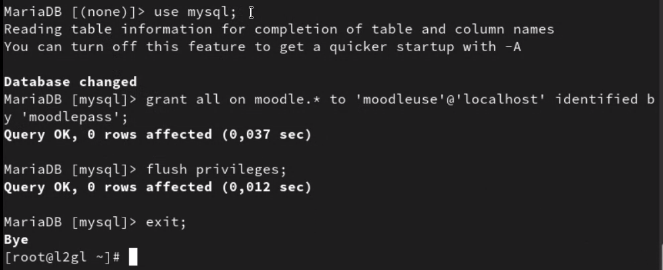 MariaDB [(none)]> use mysql;
Reading table information for completion of table and column names
You can turn off this feature to get a quicker startup with -A
Database changed
MariaDB [mysql]> grant all on moodle.* to 'moodleuse'@'localhost' identified b
y 'moodlepass';
Query OK, 0 rows affected (0,037 sec)
MariaDB [mysql]> flush privileges;
Query OK, 0 rows affected (0,012 sec)
MariaDB [mysql]> exit;
Bye
[root@l2gl ~]#